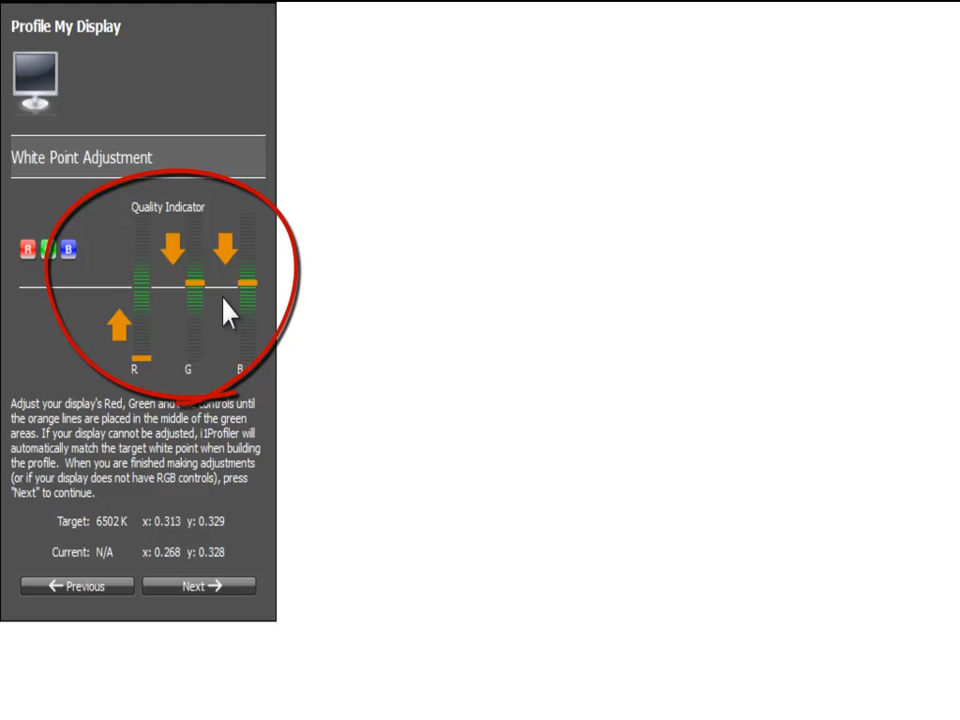 Profile My Display
White Point Adjustment
Quality Indicator
R B
R G B
Adjust your display's Red, Green and controls until
the orange lines are placed in the middle of the green
areas. If your display cannot be adjusted, i1Profiler will
automatically match the target white point when building
the profile. When you are finished making adjustments
(or if your display does not have RGB controls), press
"Next" to continue.
Target: 6502 K x: 0.313 y: 0.329
Current: N/A x: 0.268 y: 0.328
Previous Next